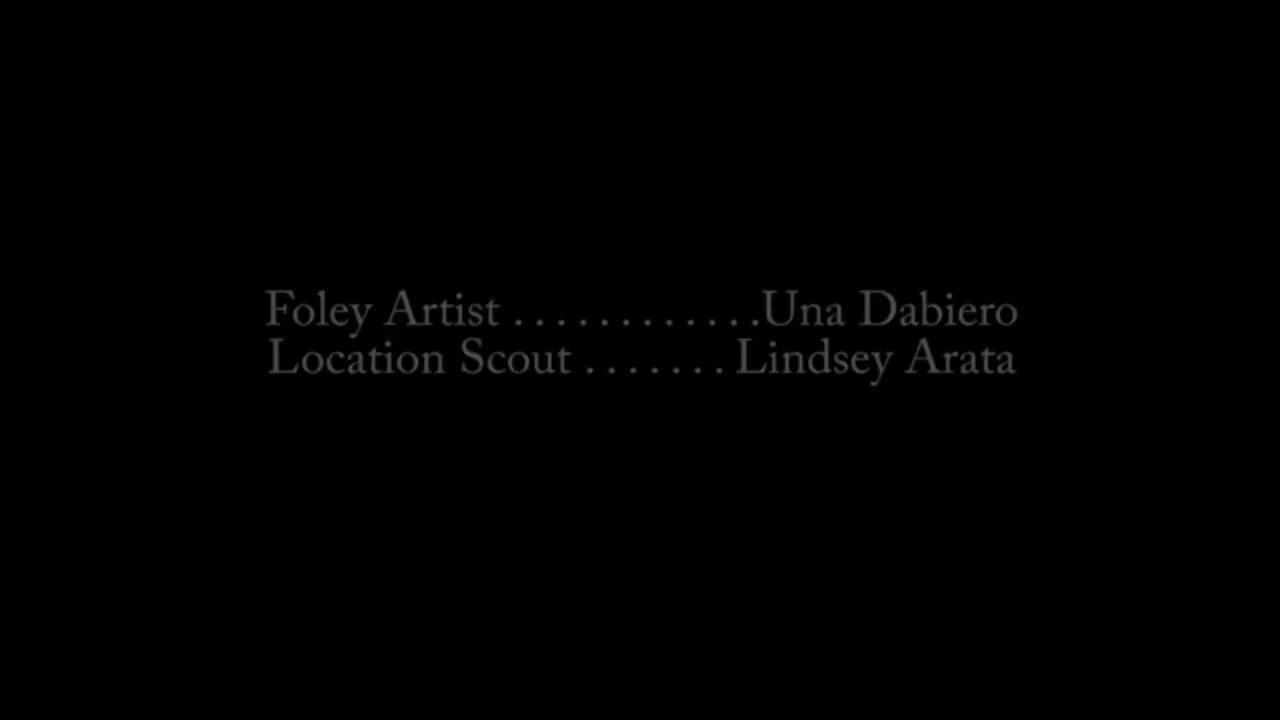 Foley Artist . . . . . . . . . . . .Una Dabiero
Location Scout . . . . . . . Lindsey Arata